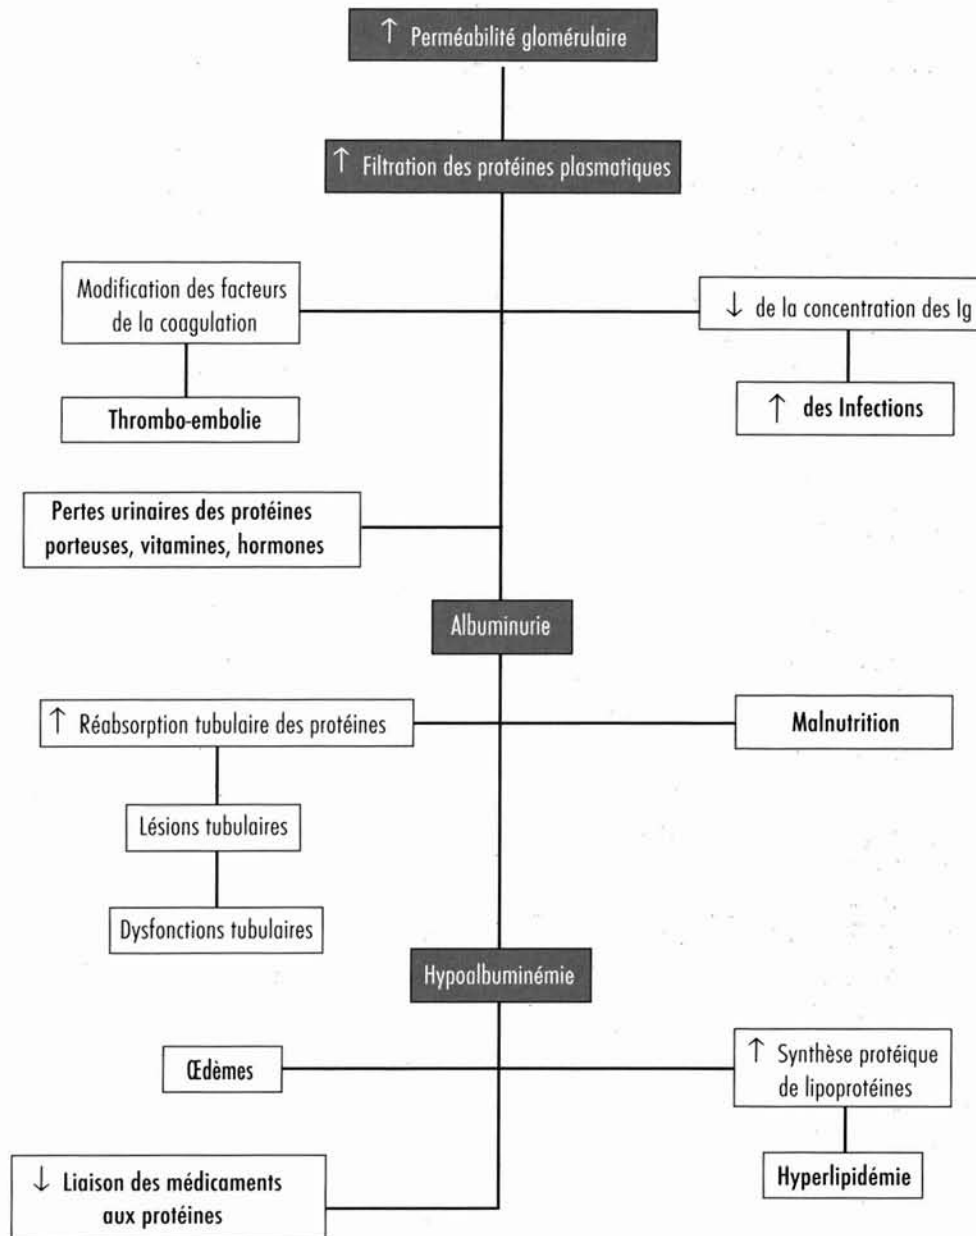 ↑ Perméabilité glomérulaire
↑ Filtration des protéines plasmatiques
Modification des facteurs
de la coagulation
↓ de la concentration des Ig
Thrombo-embolie
↑ des Infections
Pertes urinaires des protéines
porteuses, vitamines, hormones
Albuminurie
↑ Réabsorption tubulaire des protéines
Malnutrition
Lésions tubulaires
Dysfonctions tubulaires
Hypoalbuminémie
Œdèmes
↑ Synthèse protéique
de lipoprotéines
Hyperlipidémie
↓ Liaison des médicaments
aux protéines